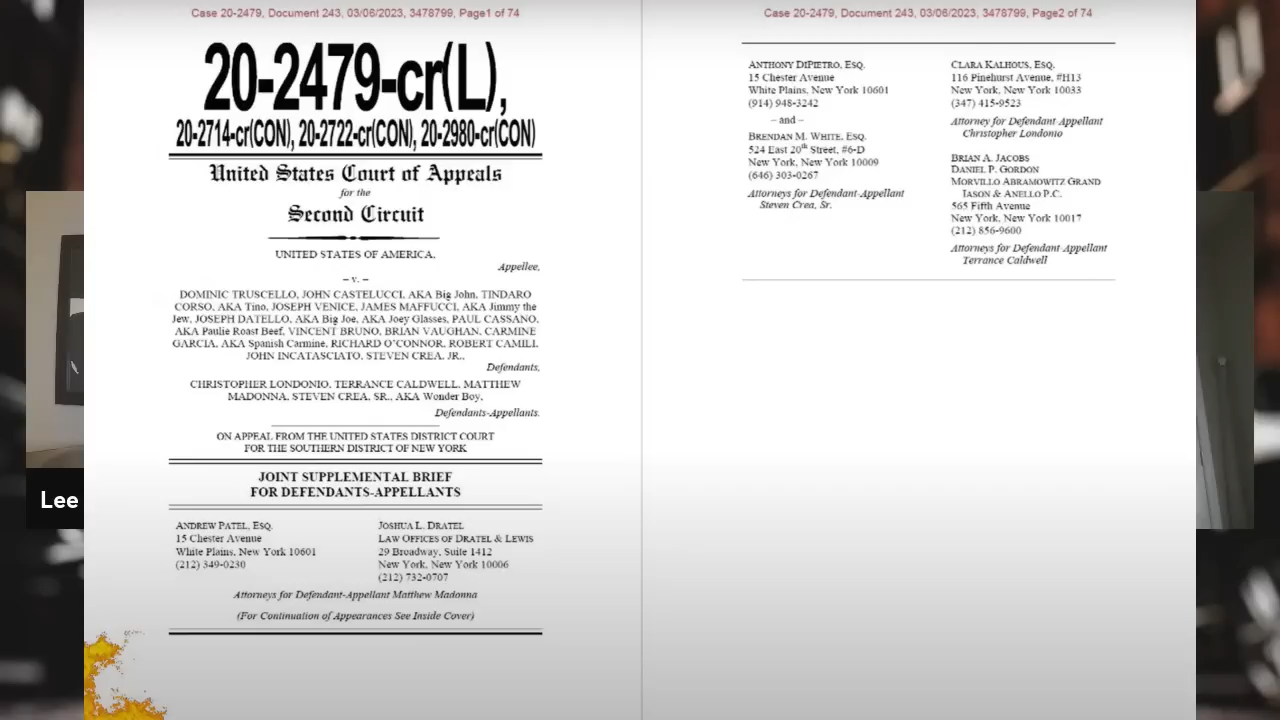 Case 20-2479, Document 243, 03/06/2023, 3478799, Page1 of 74
20-2479-cr(L),
20-2714-cr(CON), 20-2722-cr(CON), 20-2980-cr(CON)
United States Court of Appeals
for the
Second Circuit
UNITED STATES OF AMERICA,
Appellee,
– v. –
DOMINIC TRUSCELLO, JOHN CASTELUCCI, AKA Big John, TINDARO
CORSO, AKA Tino, JOSEPH VENICE, JAMES MAFFUCCI, AKA Jimmy the
Jew, JOSEPH DATELLO, AKA Big Joe, AKA Joey Glasses, PAUL CASSANO,
AKA Paulie Roast Beef, VINCENT BRUNO, BRIAN VAUGHAN, CARMINE
GARCIA, AKA Spanish Carmine, RICHARD O'CONNOR, ROBERT CAMILI,
JOHN INCATASCIATO, STEVEN CREA, JR.,
Defendants,
CHRISTOPHER LONDONIO, TERRANCE CALDWELL, MATTHEW
MADONNA, STEVEN CREA, SR., AKA Wonder Boy,
Defendants-Appellants.
ON APPEAL FROM THE UNITED STATES DISTRICT COURT
FOR THE SOUTHERN DISTRICT OF NEW YORK
JOINT SUPPLEMENTAL BRIEF
FOR DEFENDANTS-APPELLANTS
ANDREW PATEL, ESQ.
15 Chester Avenue
White Plains, New York 10601
(212) 349-0230
JOSHUA L. DRATEL
LAW OFFICES OF DRATEL & LEWIS
29 Broadway, Suite 1412
New York, New York 10006
(212) 732-0707
Attorneys for Defendant-Appellant Matthew Madonna
(For Continuation of Appearances See Inside Cover)
Case 20-2479, Document 243, 03/06/2023, 3478799, Page2 of 74
ANTHONY DIPIETRO, ESQ.
15 Chester Avenue
White Plains, New York 10601
(914) 948-3242
– and –
BRENDAN M. WHITE, ESQ.
524 East 20th Street, #6-D
New York, New York 10009
(646) 303-0267
Attorneys for Defendant-Appellant
Steven Crea, Sr.
CLARA KALHOUS, ESQ.
116 Pinehurst Avenue, #H13
New York, New York 10033
(347) 415-9523
Attorney for Defendant-Appellant
Christopher Londonio
BRIAN A. JACOBS
DANIEL P. GORDON
MORVILLO ABRAMOWITZ GRAND
IASON & ANELLO P.C.
565 Fifth Avenue
New York, New York 10017
(212) 856-9600
Attorneys for Defendant-Appellant
Terrance Caldwell
Lee